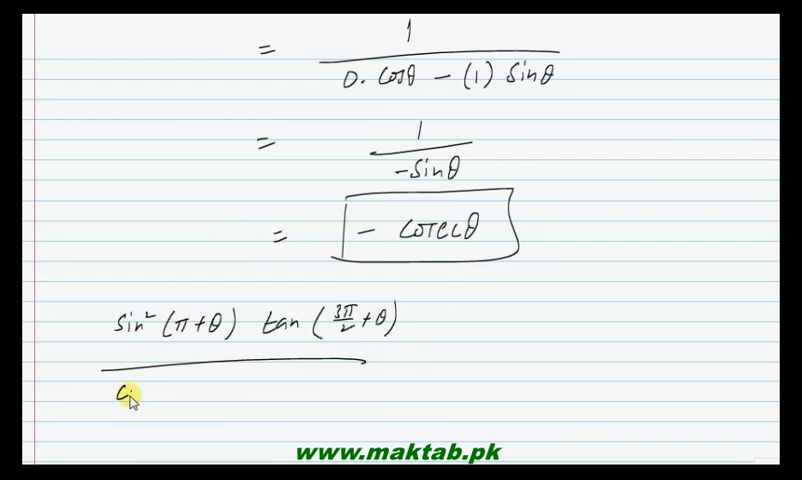 = 1 / (0. cosθ − (1) sinθ)
= 1 / −sinθ
= − cosecθ
sin² (π+θ) tan (3π/2 + θ)
c
www.maktab.pk